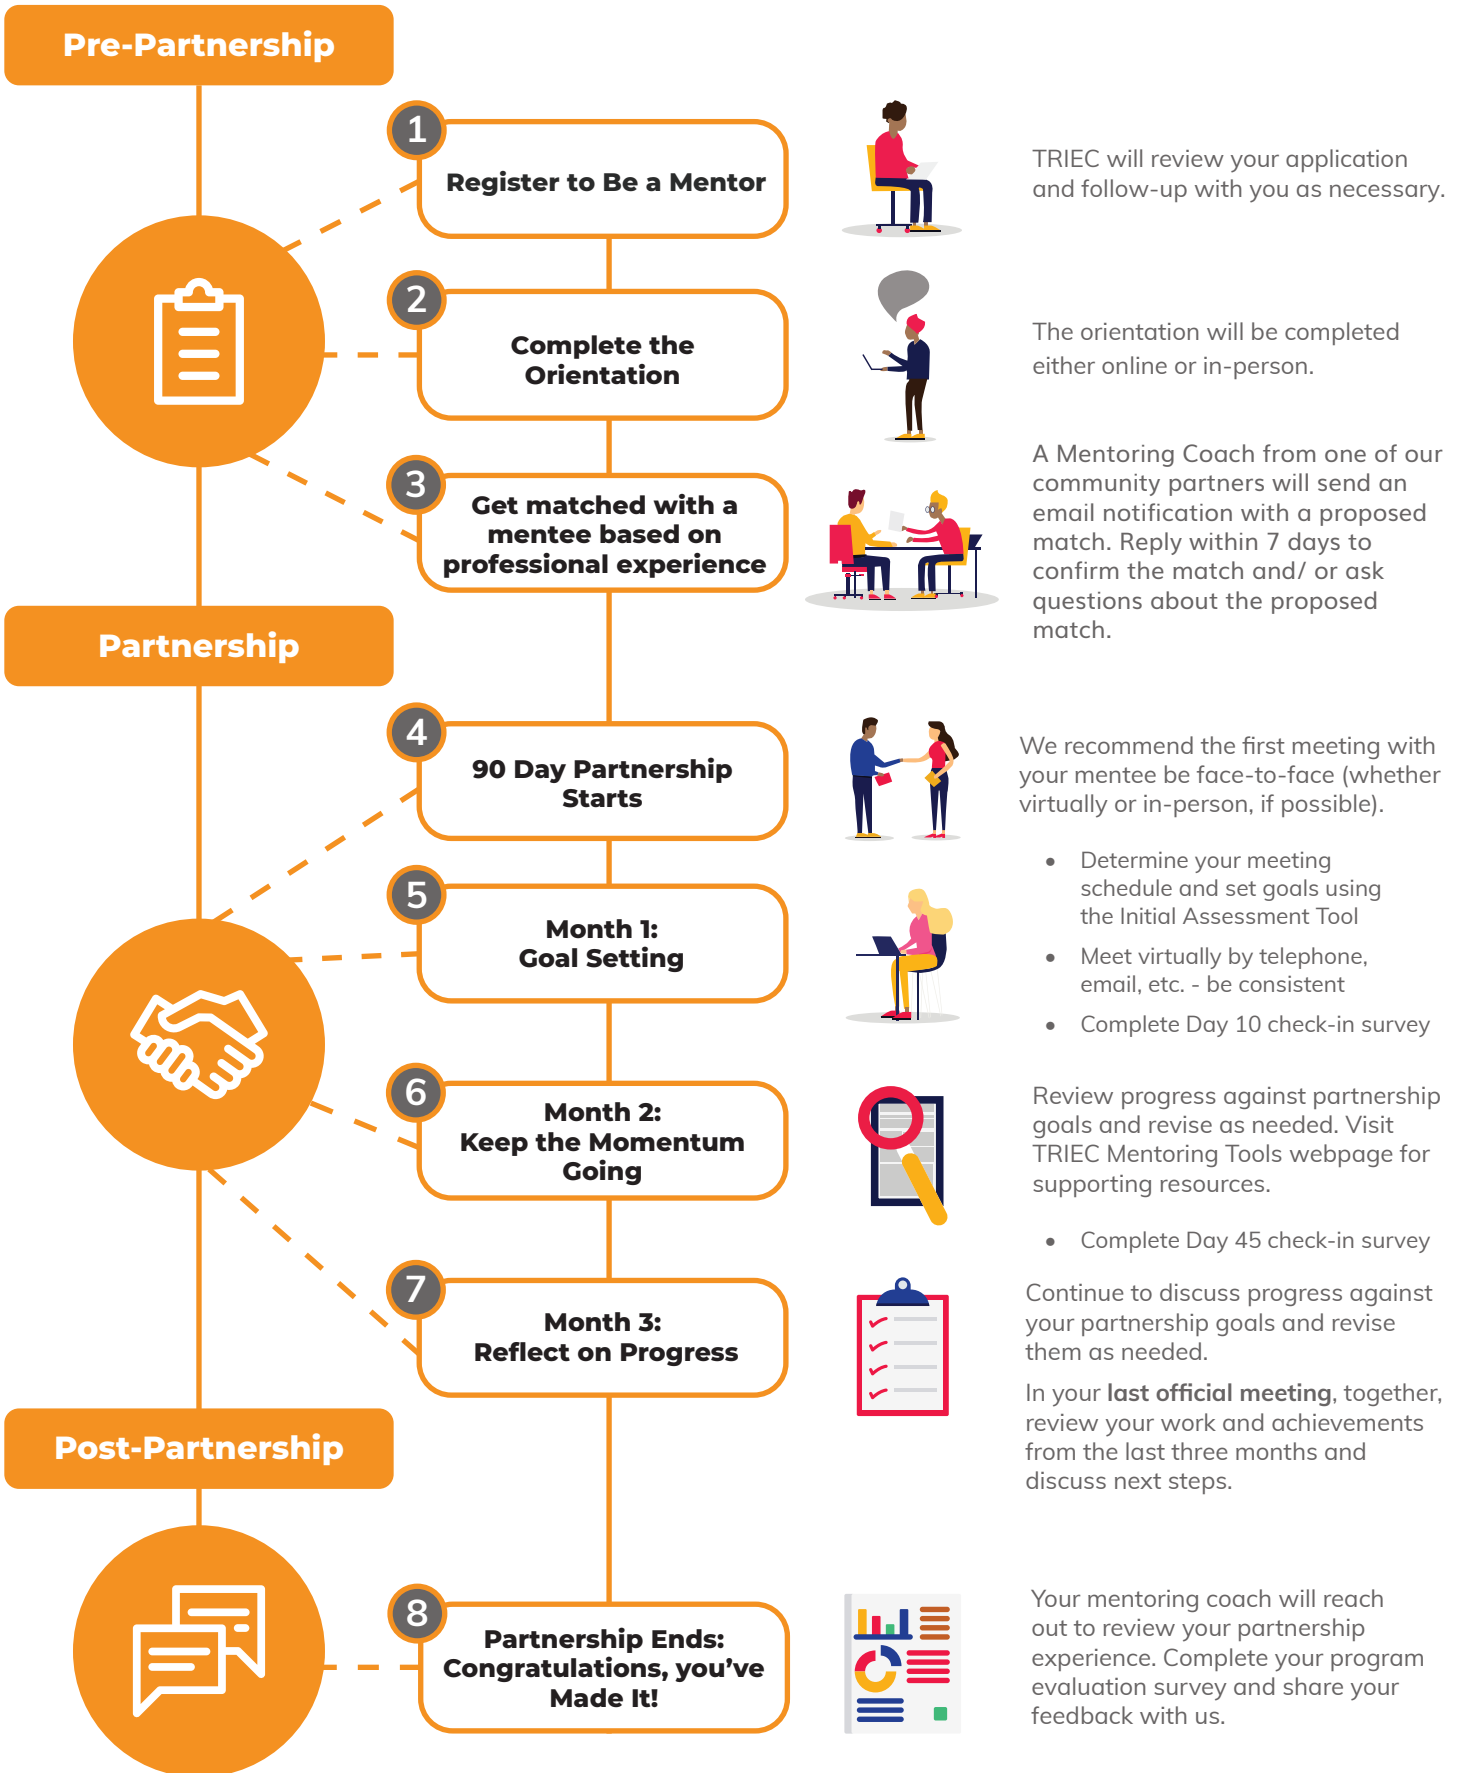 Pre-Partnership
1
Register to Be a Mentor
TRIEC will review your application
and follow-up with you as necessary.
2
Complete the
Orientation
The orientation will be completed
either online or in-person.
3
Get matched with a
mentee based on
professional experience
A Mentoring Coach from one of our
community partners will send an
email notification with a proposed
match. Reply within 7 days to
confirm the match and/ or ask
questions about the proposed
match.
Partnership
4
90 Day Partnership
Starts
We recommend the first meeting with
your mentee be face-to-face (whether
virtually or in-person, if possible).
5
Month 1:
Goal Setting
• Determine your meeting
schedule and set goals using
the Initial Assessment Tool
• Meet virtually by telephone,
email, etc. - be consistent
• Complete Day 10 check-in survey
6
Month 2:
Keep the Momentum
Going
Review progress against partnership
goals and revise as needed. Visit
TRIEC Mentoring Tools webpage for
supporting resources.
• Complete Day 45 check-in survey
7
Month 3:
Reflect on Progress
Continue to discuss progress against
your partnership goals and revise
them as needed.
In your last official meeting, together,
review your work and achievements
from the last three months and
discuss next steps.
Post-Partnership
8
Partnership Ends:
Congratulations, you’ve
Made It!
Your mentoring coach will reach
out to review your partnership
experience. Complete your program
evaluation survey and share your
feedback with us.